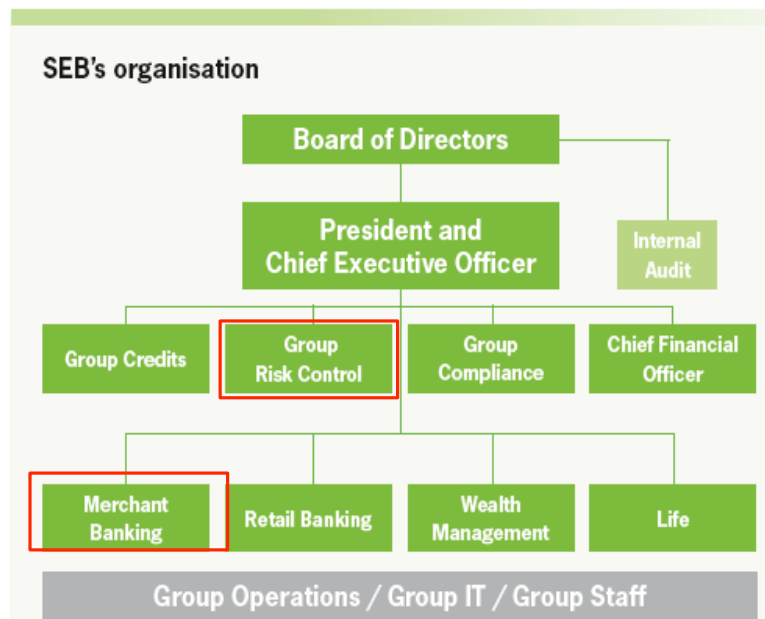 SEB's organisation
Board of Directors
President and
Chief Executive Officer
Internal
Audit
Group Credits
Group
Risk Control
Group
Compliance
Chief Financial
Officer
Merchant
Banking
Retail Banking
Wealth
Management
Life
Group Operations / Group IT / Group Staff